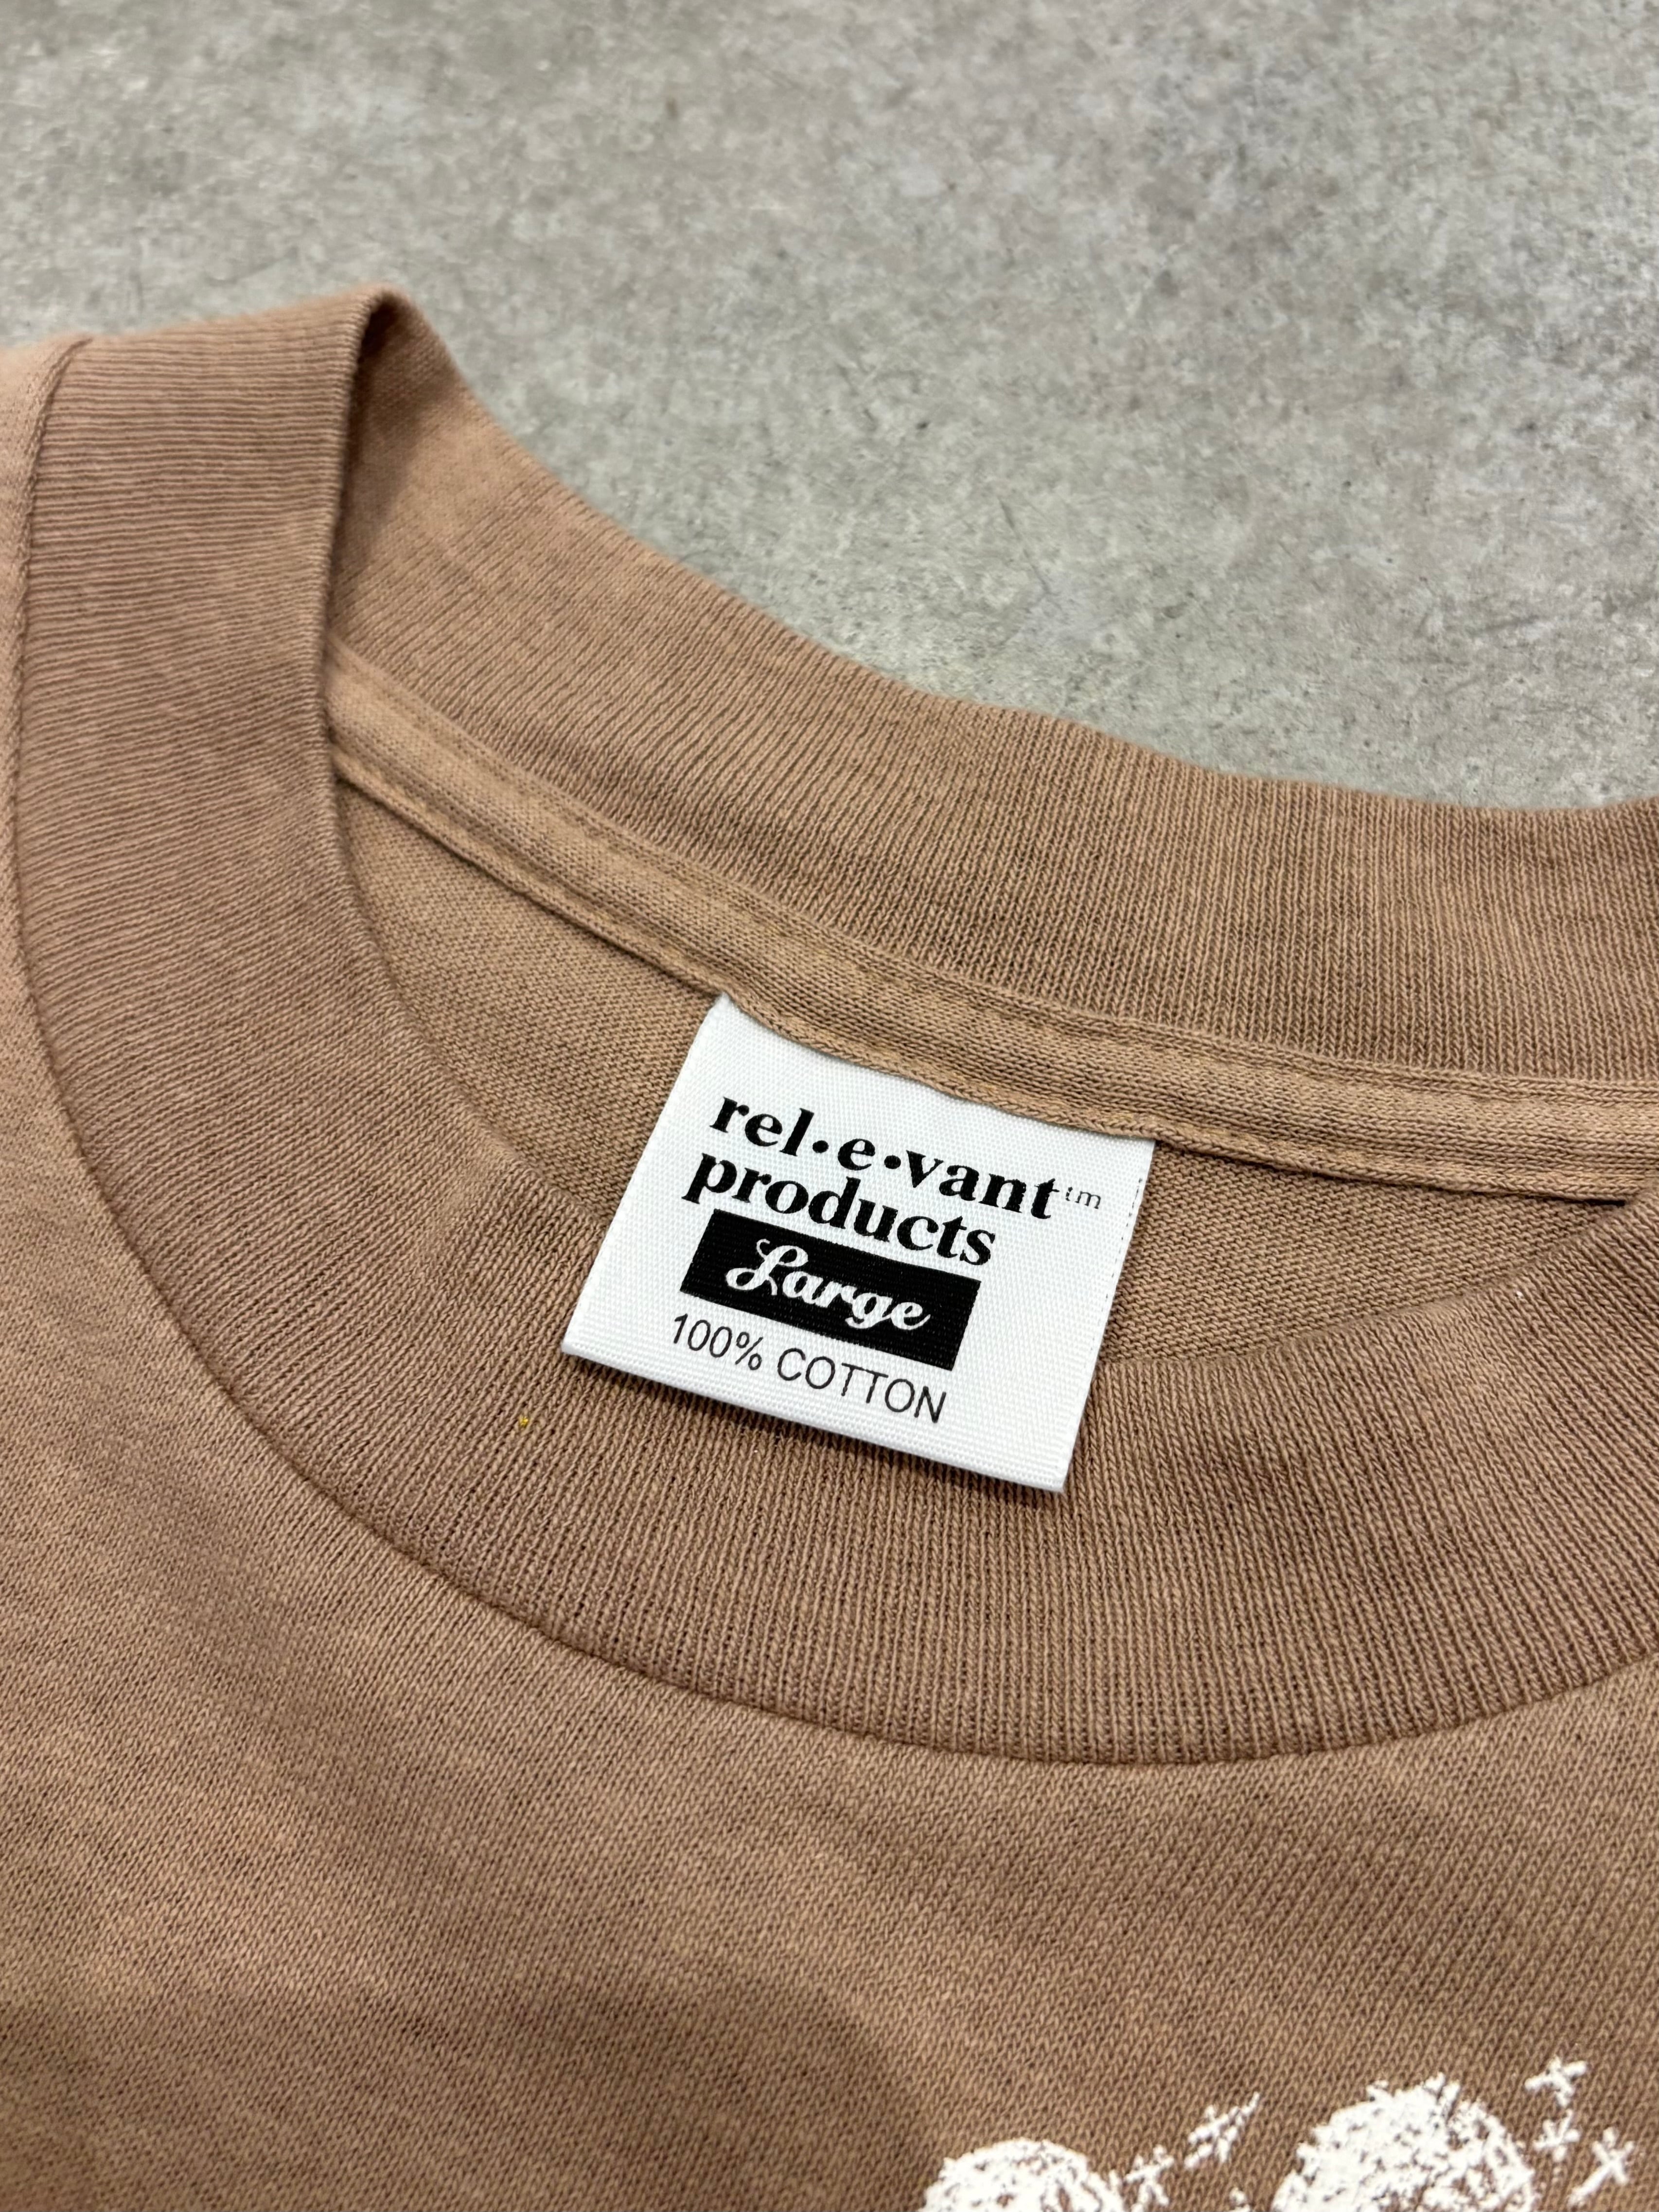 rel•e•vant™
products
Large
100% COTTON